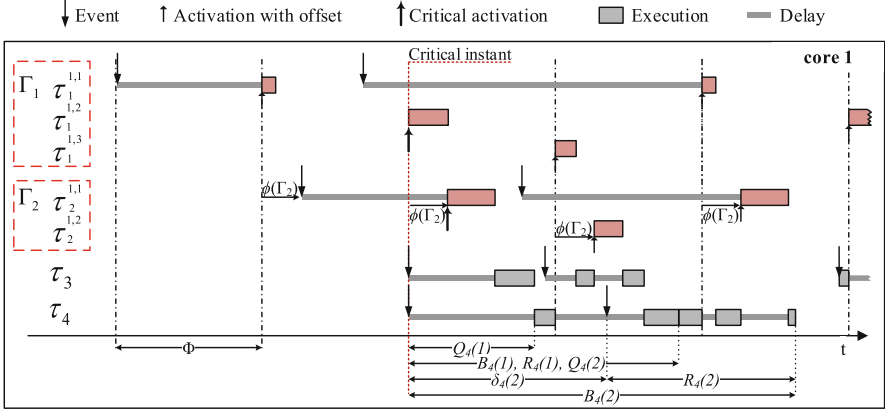 Event Activation with offset Critical activation Execution Delay
Critical instant core 1
Γ1 τ1^1,1
τ1^1,2
τ1^1,3
Γ2 τ2^1,1 ϕ(Γ2) ϕ(Γ2) ϕ(Γ2)
τ2^1,2 ϕ(Γ2)
τ3
τ4
Φ Q4(1) t
B4(1), R4(1), Q4(2)
δ4(2) R4(2)
B4(2)